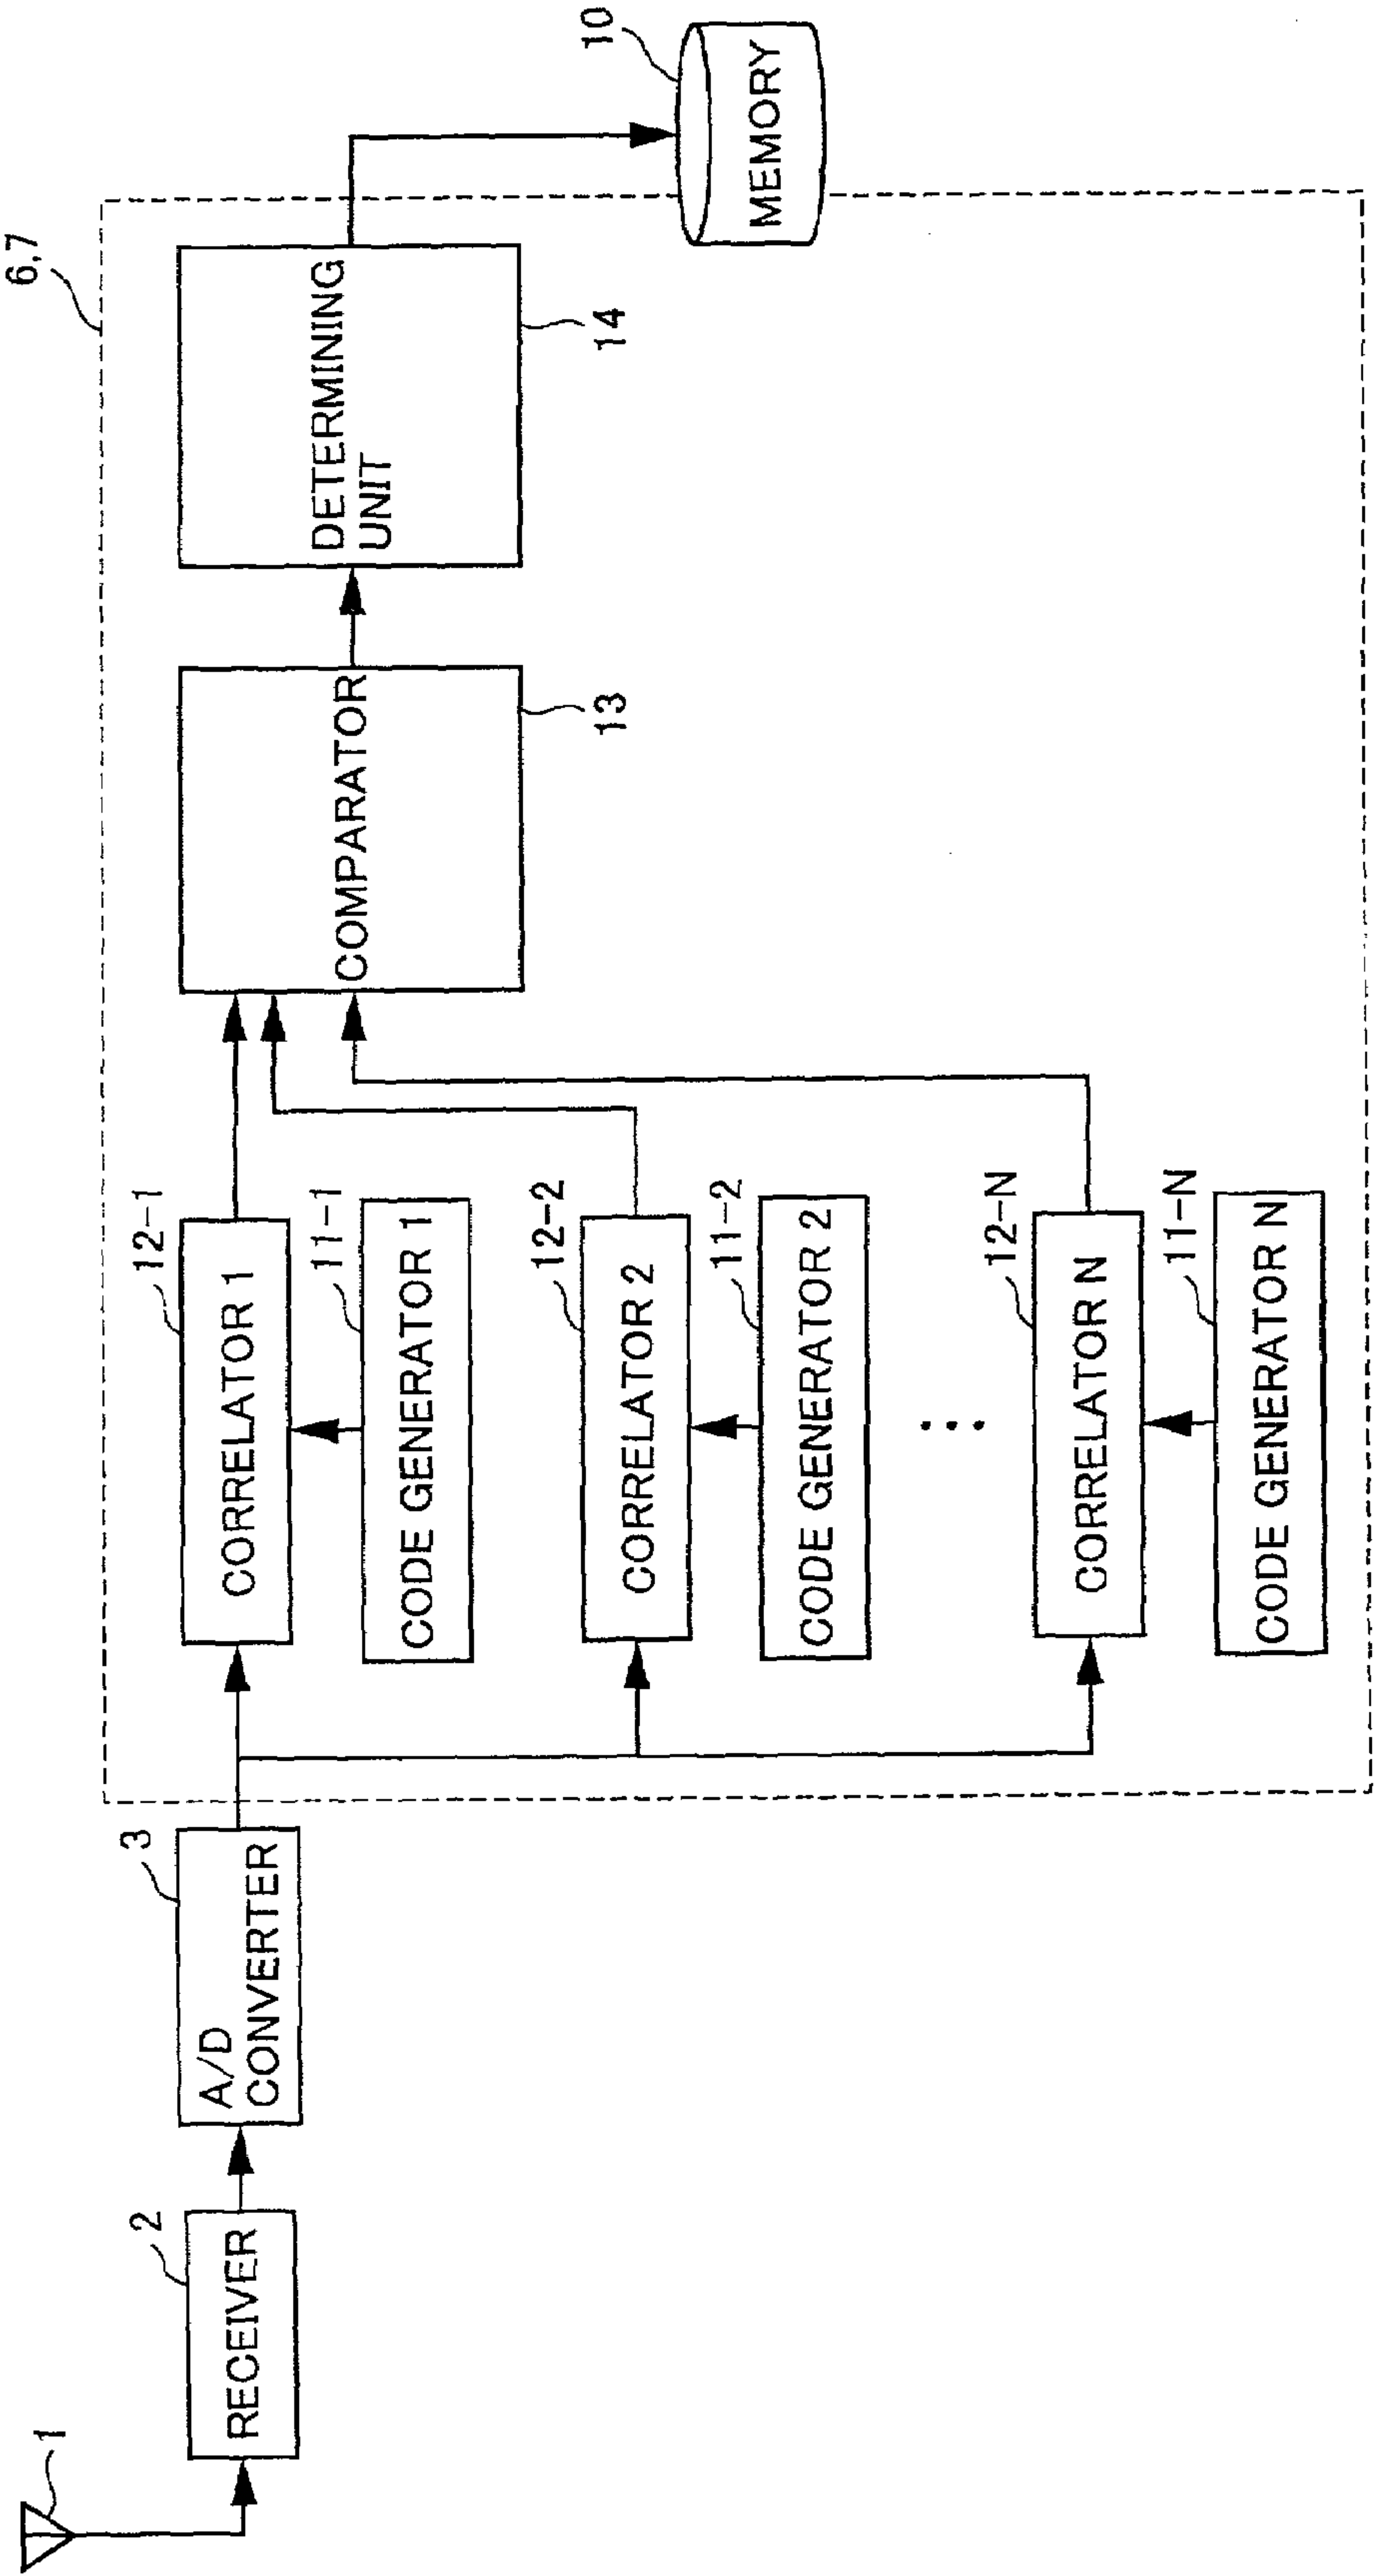 1
2
RECEIVER
3
A/D
CONVERTER
6,7
12-1
CORRELATOR 1
11-1
CODE GENERATOR 1
12-2
CORRELATOR 2
11-2
CODE GENERATOR 2
...
12-N
CORRELATOR N
11-N
CODE GENERATOR N
COMPARATOR
13
DETERMINING
UNIT
14
10
MEMORY